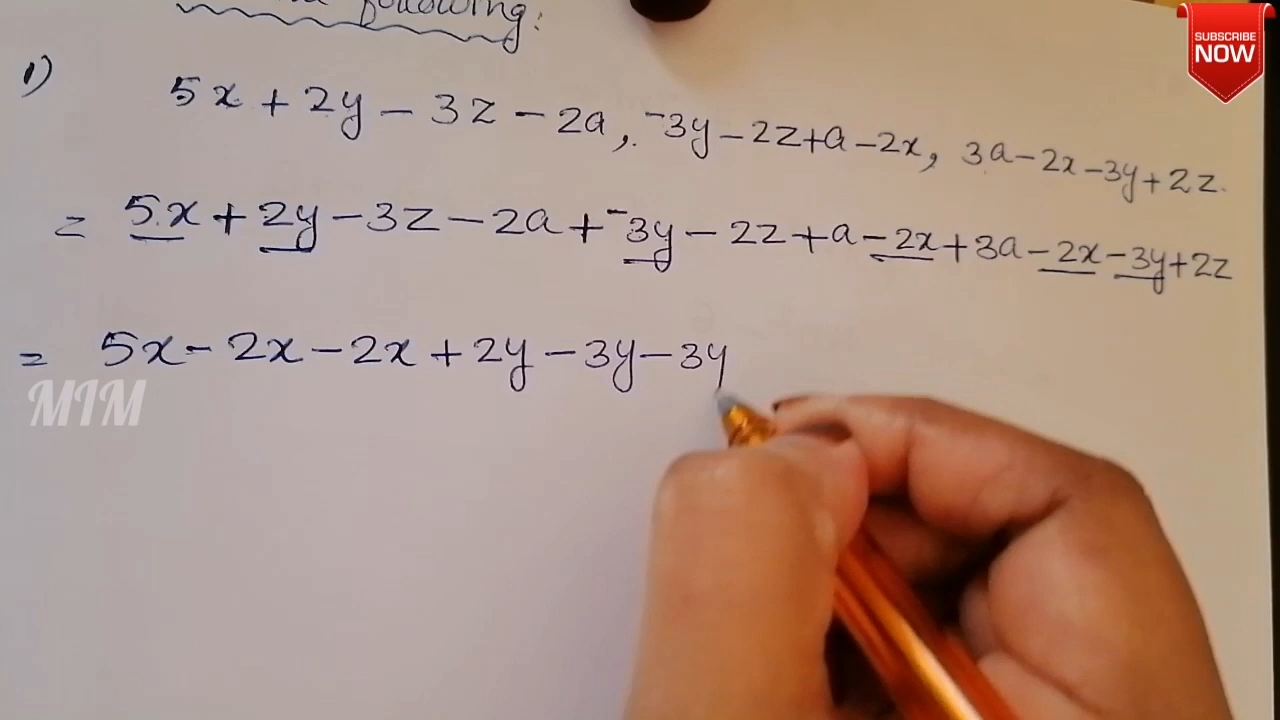 following:
SUBSCRIBE
NOW
1) 5x + 2y - 3z - 2a, -3y - 2z + a - 2x, 3a - 2x - 3y + 2z.
= 5x + 2y - 3z - 2a + -3y - 2z + a - 2x + 3a - 2x - 3y + 2z
= 5x - 2x - 2x + 2y - 3y - 3y
MIM